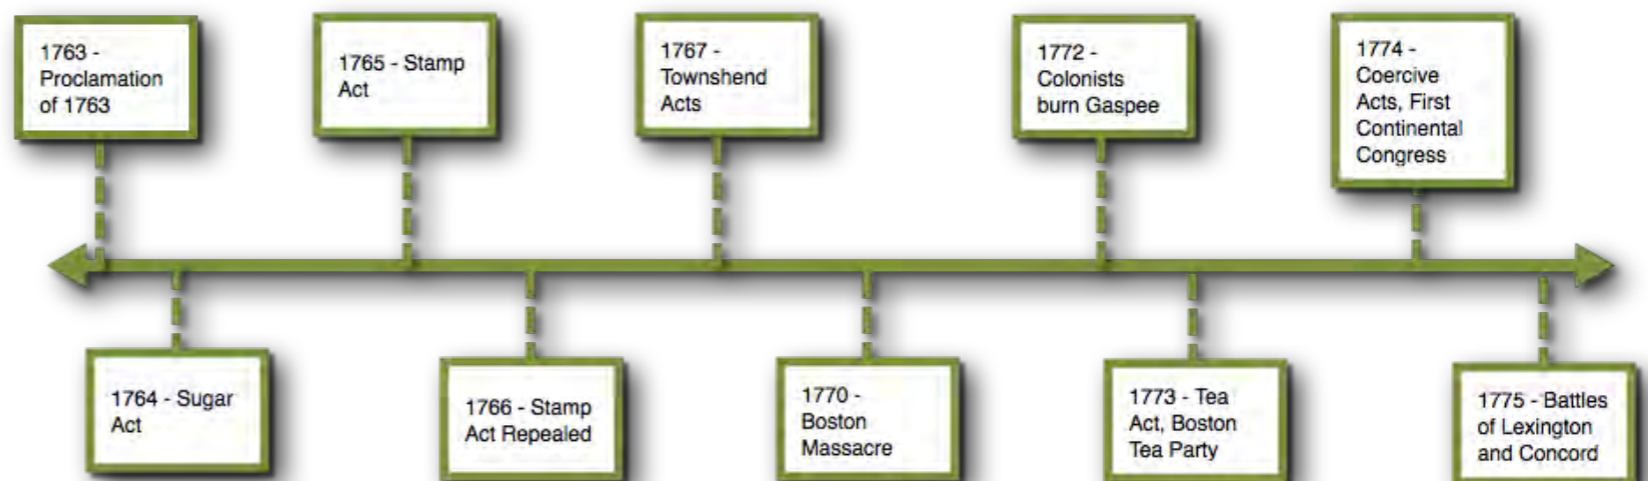 1763 -
Proclamation
of 1763
1764 - Sugar
Act
1765 - Stamp
Act
1766 - Stamp
Act Repealed
1767 -
Townshend
Acts
1770 -
Boston
Massacre
1772 -
Colonists
burn Gaspee
1773 - Tea
Act, Boston
Tea Party
1774 -
Coercive
Acts, First
Continental
Congress
1775 - Battles
of Lexington
and Concord